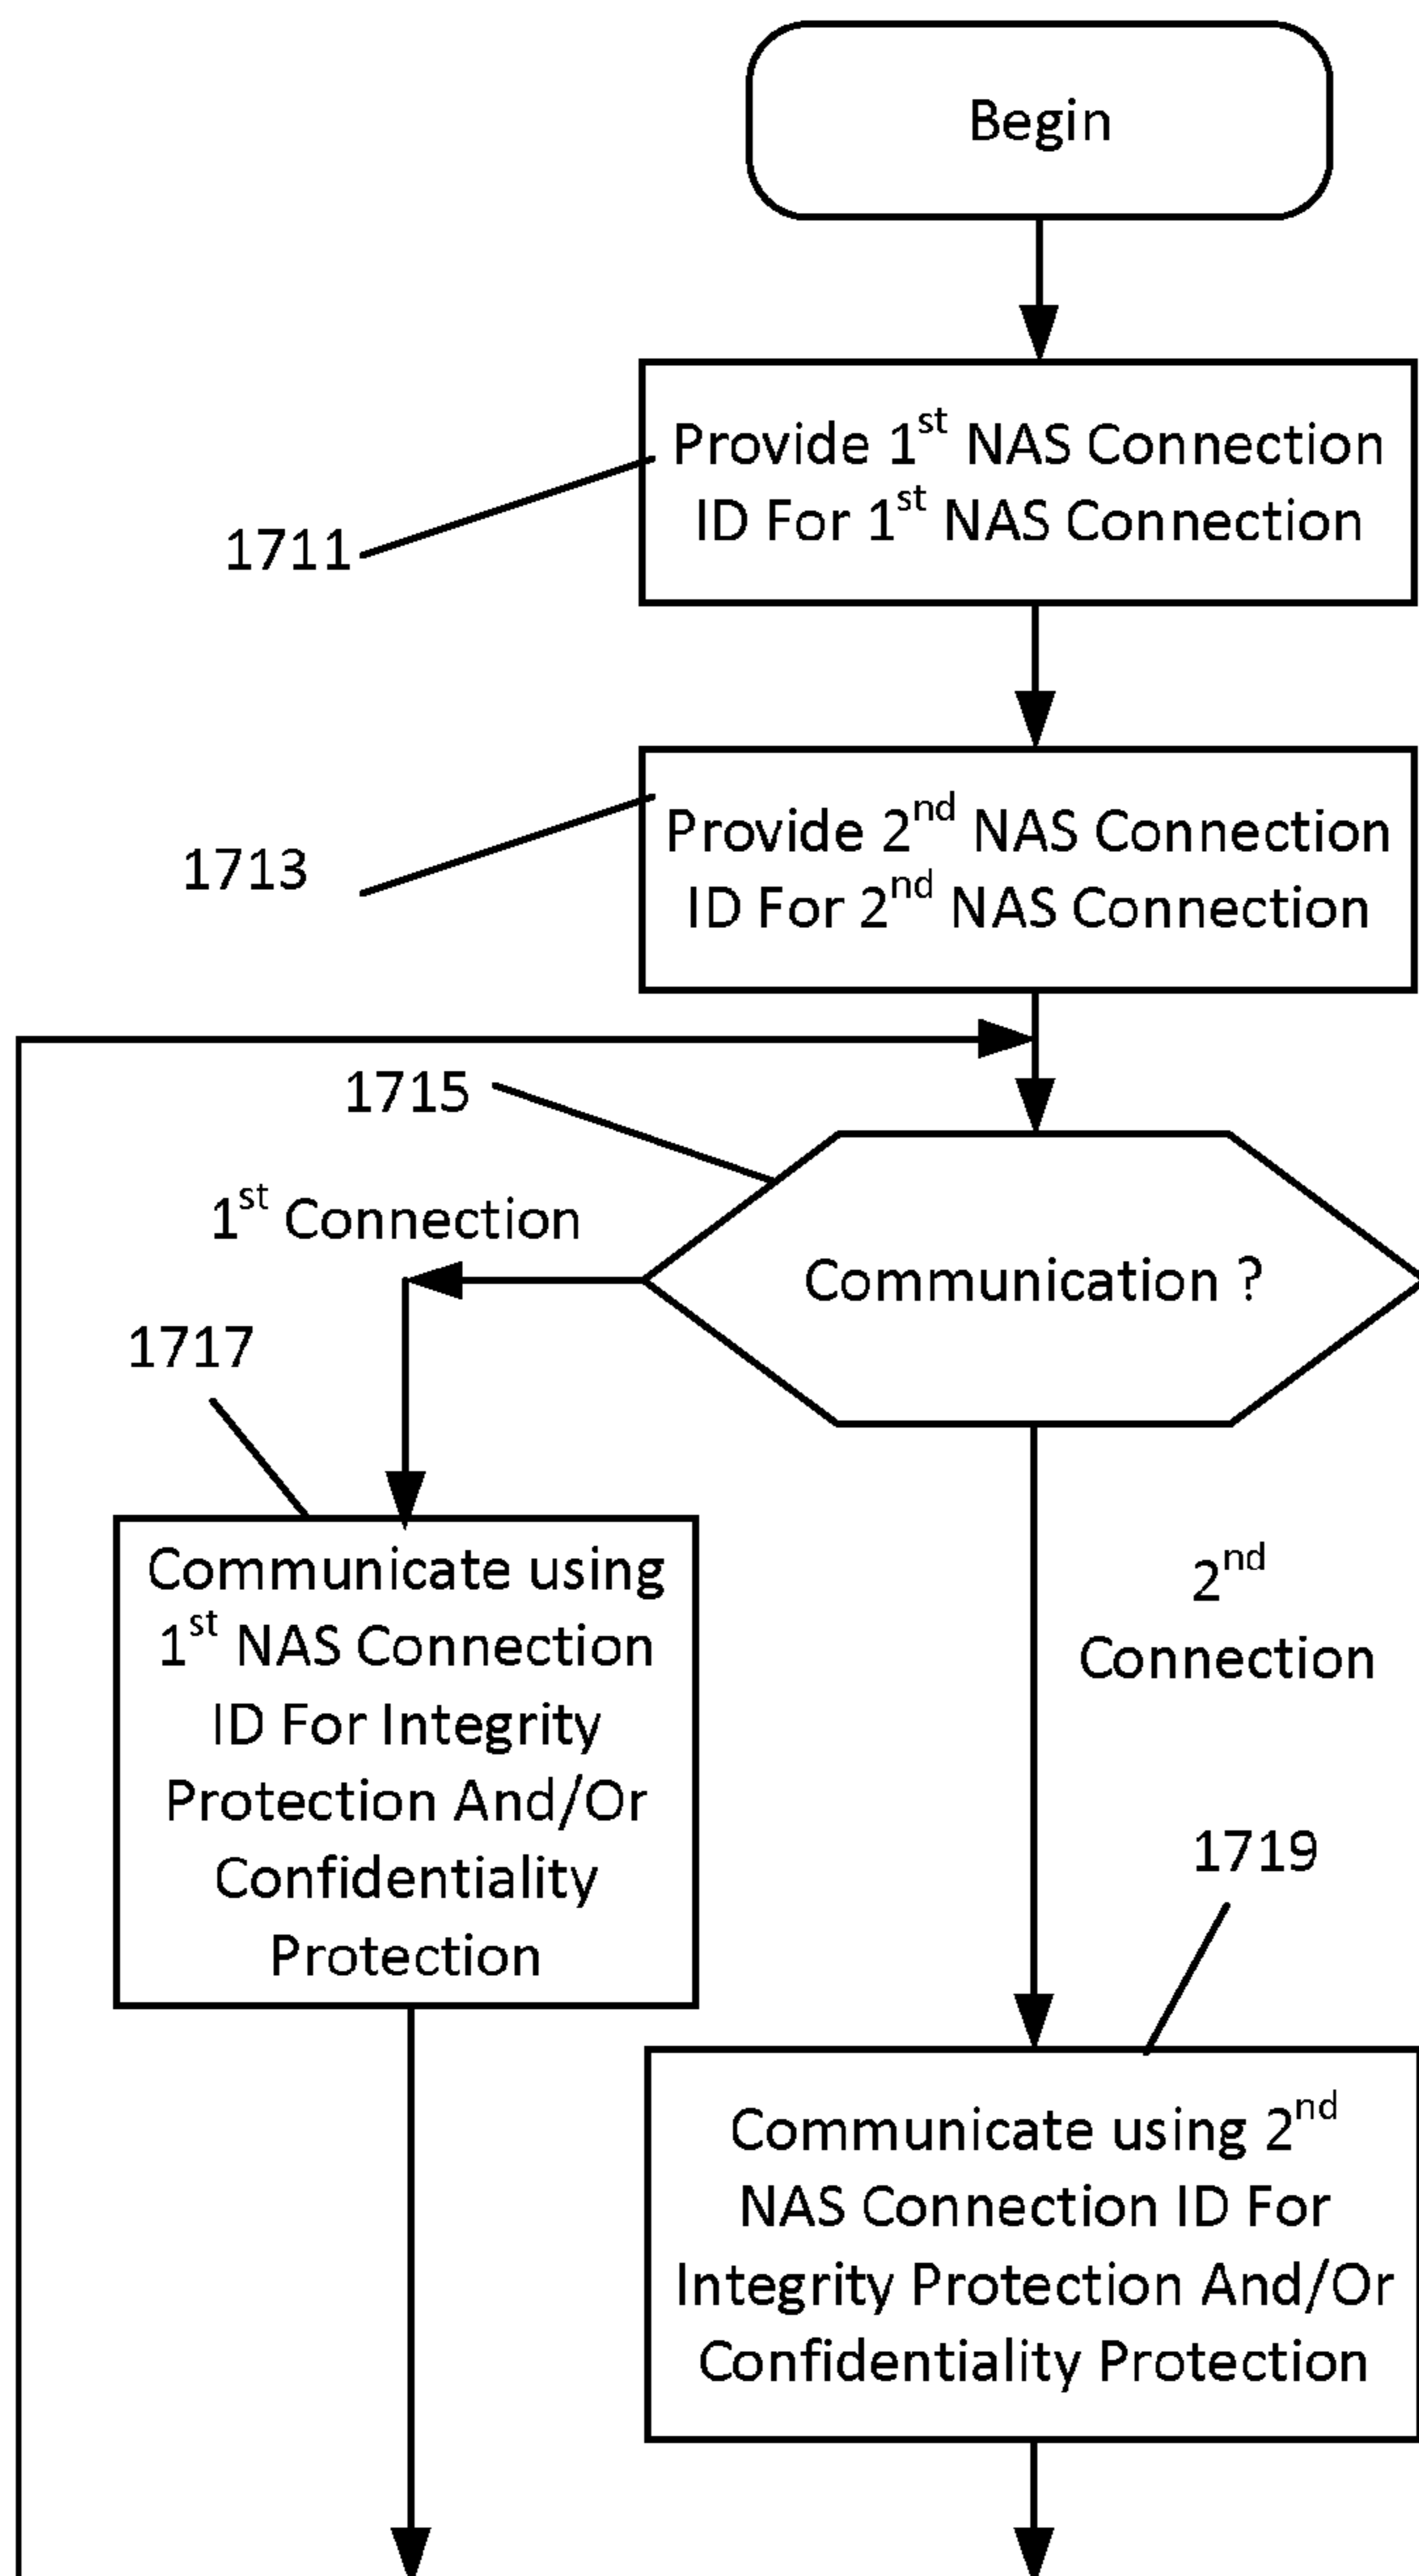 Begin
Provide 1st NAS Connection
ID For 1st NAS Connection
1711
Provide 2nd NAS Connection
ID For 2nd NAS Connection
1713
1715
1st Connection
Communication ?
1717
Communicate using
1st NAS Connection
ID For Integrity
Protection And/Or
Confidentiality
Protection
2nd
Connection
1719
Communicate using 2nd
NAS Connection ID For
Integrity Protection And/Or
Confidentiality Protection